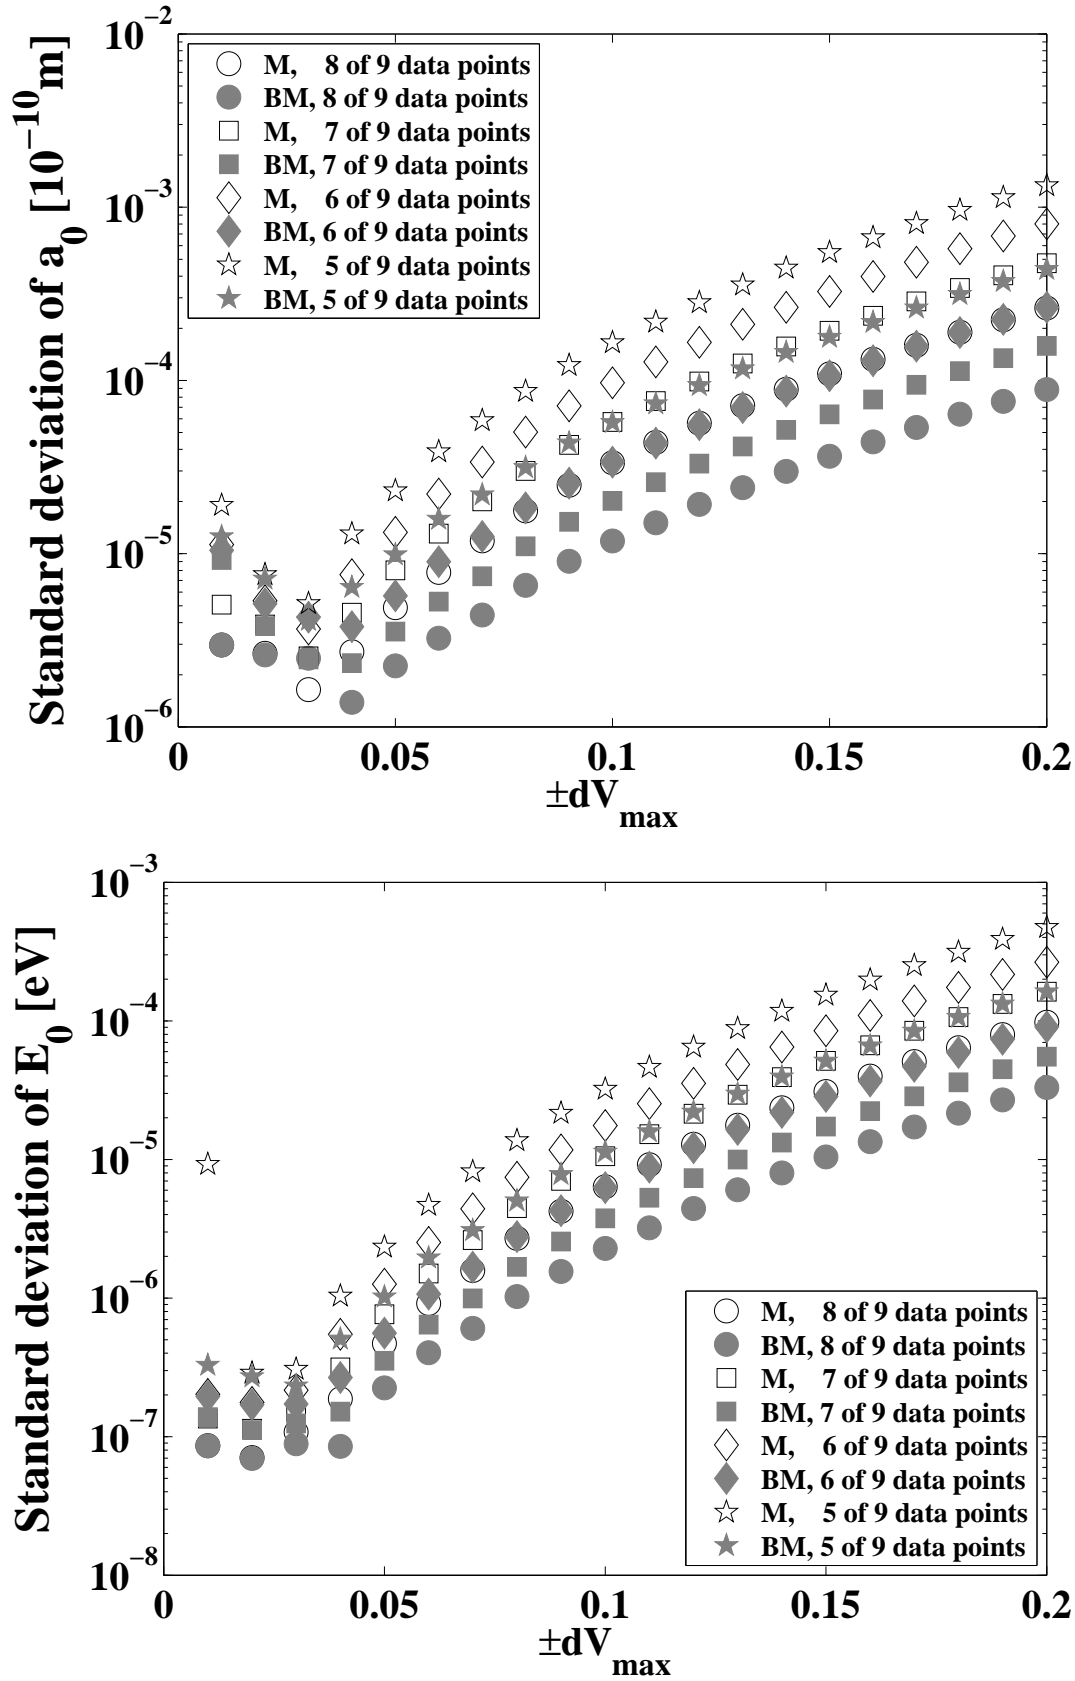 10⁻²
10⁻³
10⁻⁴
10⁻⁵
10⁻⁶
Standard deviation of a₀ [10⁻¹⁰m]
M, 8 of 9 data points
BM, 8 of 9 data points
M, 7 of 9 data points
BM, 7 of 9 data points
M, 6 of 9 data points
BM, 6 of 9 data points
M, 5 of 9 data points
BM, 5 of 9 data points
0 0.05 0.1 0.15 0.2
±dV_max
10⁻³
10⁻⁴
10⁻⁵
10⁻⁶
10⁻⁷
10⁻⁸
Standard deviation of E₀ [eV]
M, 8 of 9 data points
BM, 8 of 9 data points
M, 7 of 9 data points
BM, 7 of 9 data points
M, 6 of 9 data points
BM, 6 of 9 data points
M, 5 of 9 data points
BM, 5 of 9 data points
0 0.05 0.1 0.15 0.2
±dV_max